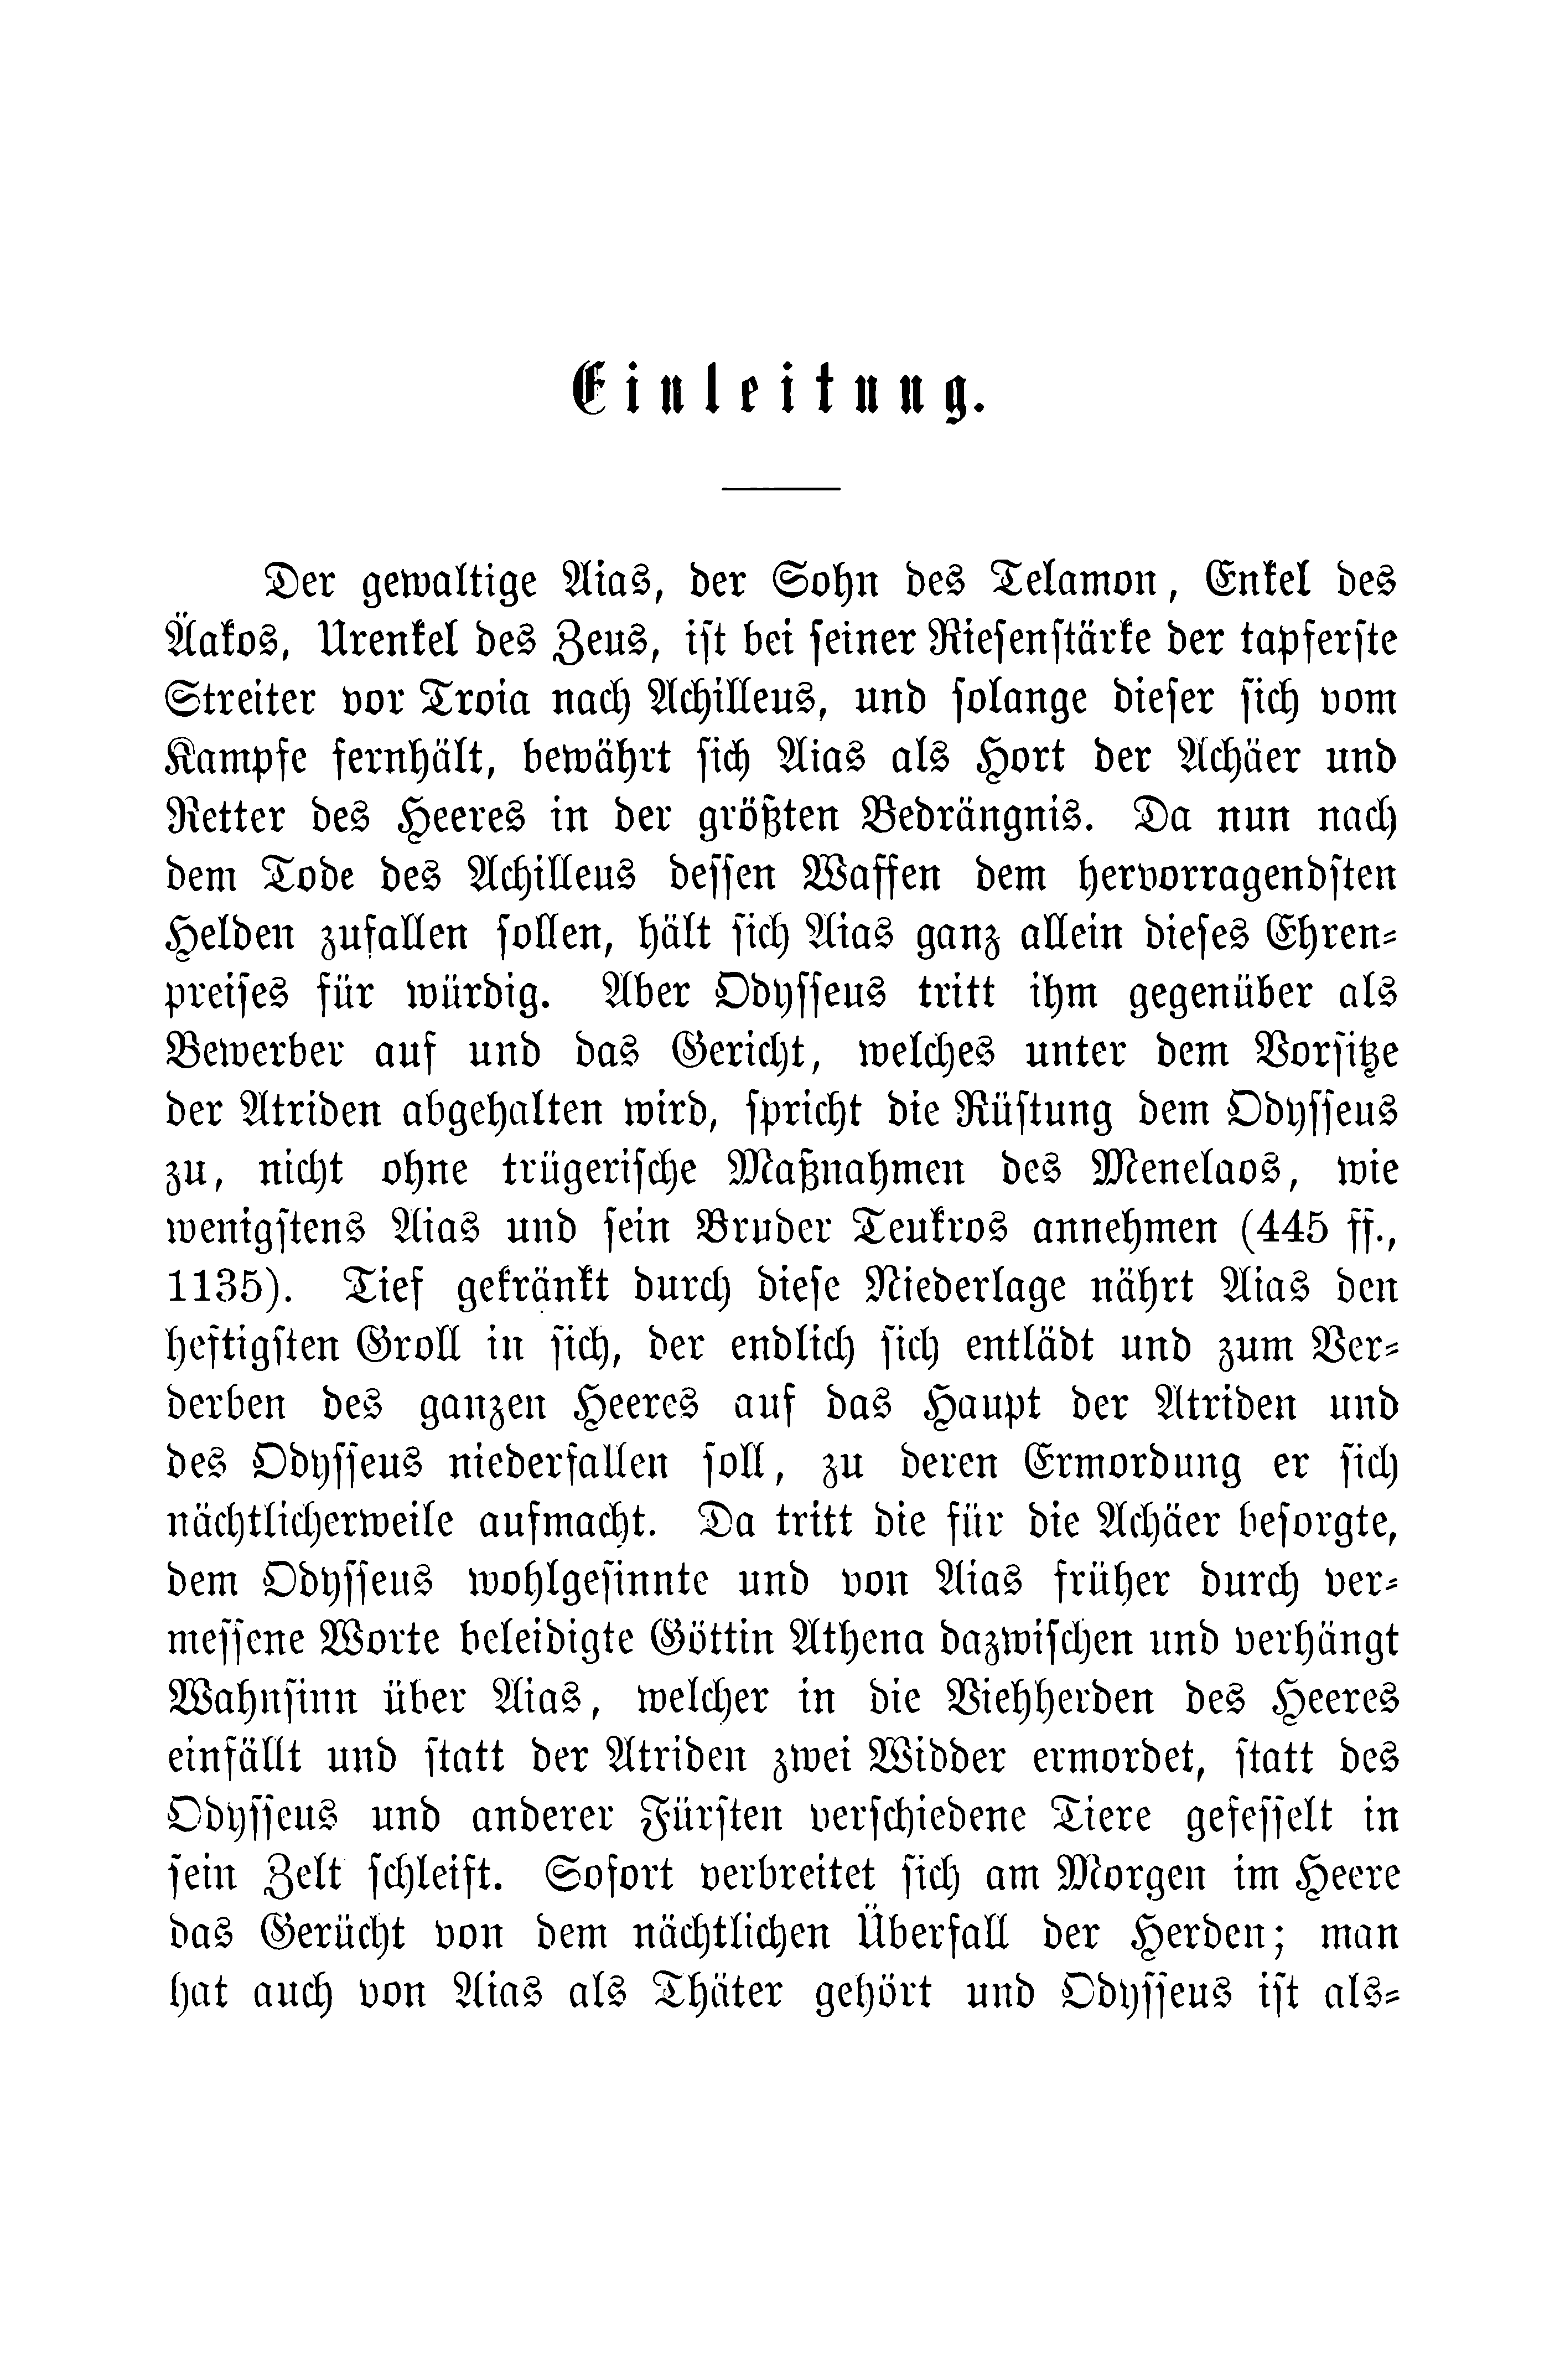 Einleitung.
Der gewaltige Aias, der Sohn des Telamon, Enkel des
Äakos, Urenkel des Zeus, ist bei seiner Riesenstärke der tapferste
Streiter vor Troia nach Achilleus, und solange dieser sich vom
Kampfe fernhält, bewährt sich Aias als Hort der Achäer und
Retter des Heeres in der größten Bedrängnis. Da nun nach
dem Tode des Achilleus dessen Waffen dem hervorragendsten
Helden zufallen sollen, hält sich Aias ganz allein dieses Ehren-
preises für würdig. Aber Odysseus tritt ihm gegenüber als
Bewerber auf und das Gericht, welches unter dem Vorsitze
der Atriden abgehalten wird, spricht die Rüstung dem Odysseus
zu, nicht ohne trügerische Maßnahmen des Menelaos, wie
wenigstens Aias und sein Bruder Teukros annehmen (445 ff.,
1135). Tief gekränkt durch diese Niederlage nährt Aias den
heftigsten Groll in sich, der endlich sich entlädt und zum Ver-
derben des ganzen Heeres auf das Haupt der Atriden und
des Odysseus niederfallen soll, zu deren Ermordung er sich
nächtlicherweile aufmacht. Da tritt die für die Achäer besorgte,
dem Odysseus wohlgesinnte und von Aias früher durch ver-
messene Worte beleidigte Göttin Athena dazwischen und verhängt
Wahnsinn über Aias, welcher in die Viehherden des Heeres
einfällt und statt der Atriden zwei Widder ermordet, statt des
Odysseus und anderer Fürsten verschiedene Tiere gefesselt in
sein Zelt schleift. Sofort verbreitet sich am Morgen im Heere
das Gerücht von dem nächtlichen Überfall der Herden; man
hat auch von Aias als Thäter gehört und Odysseus ist als-